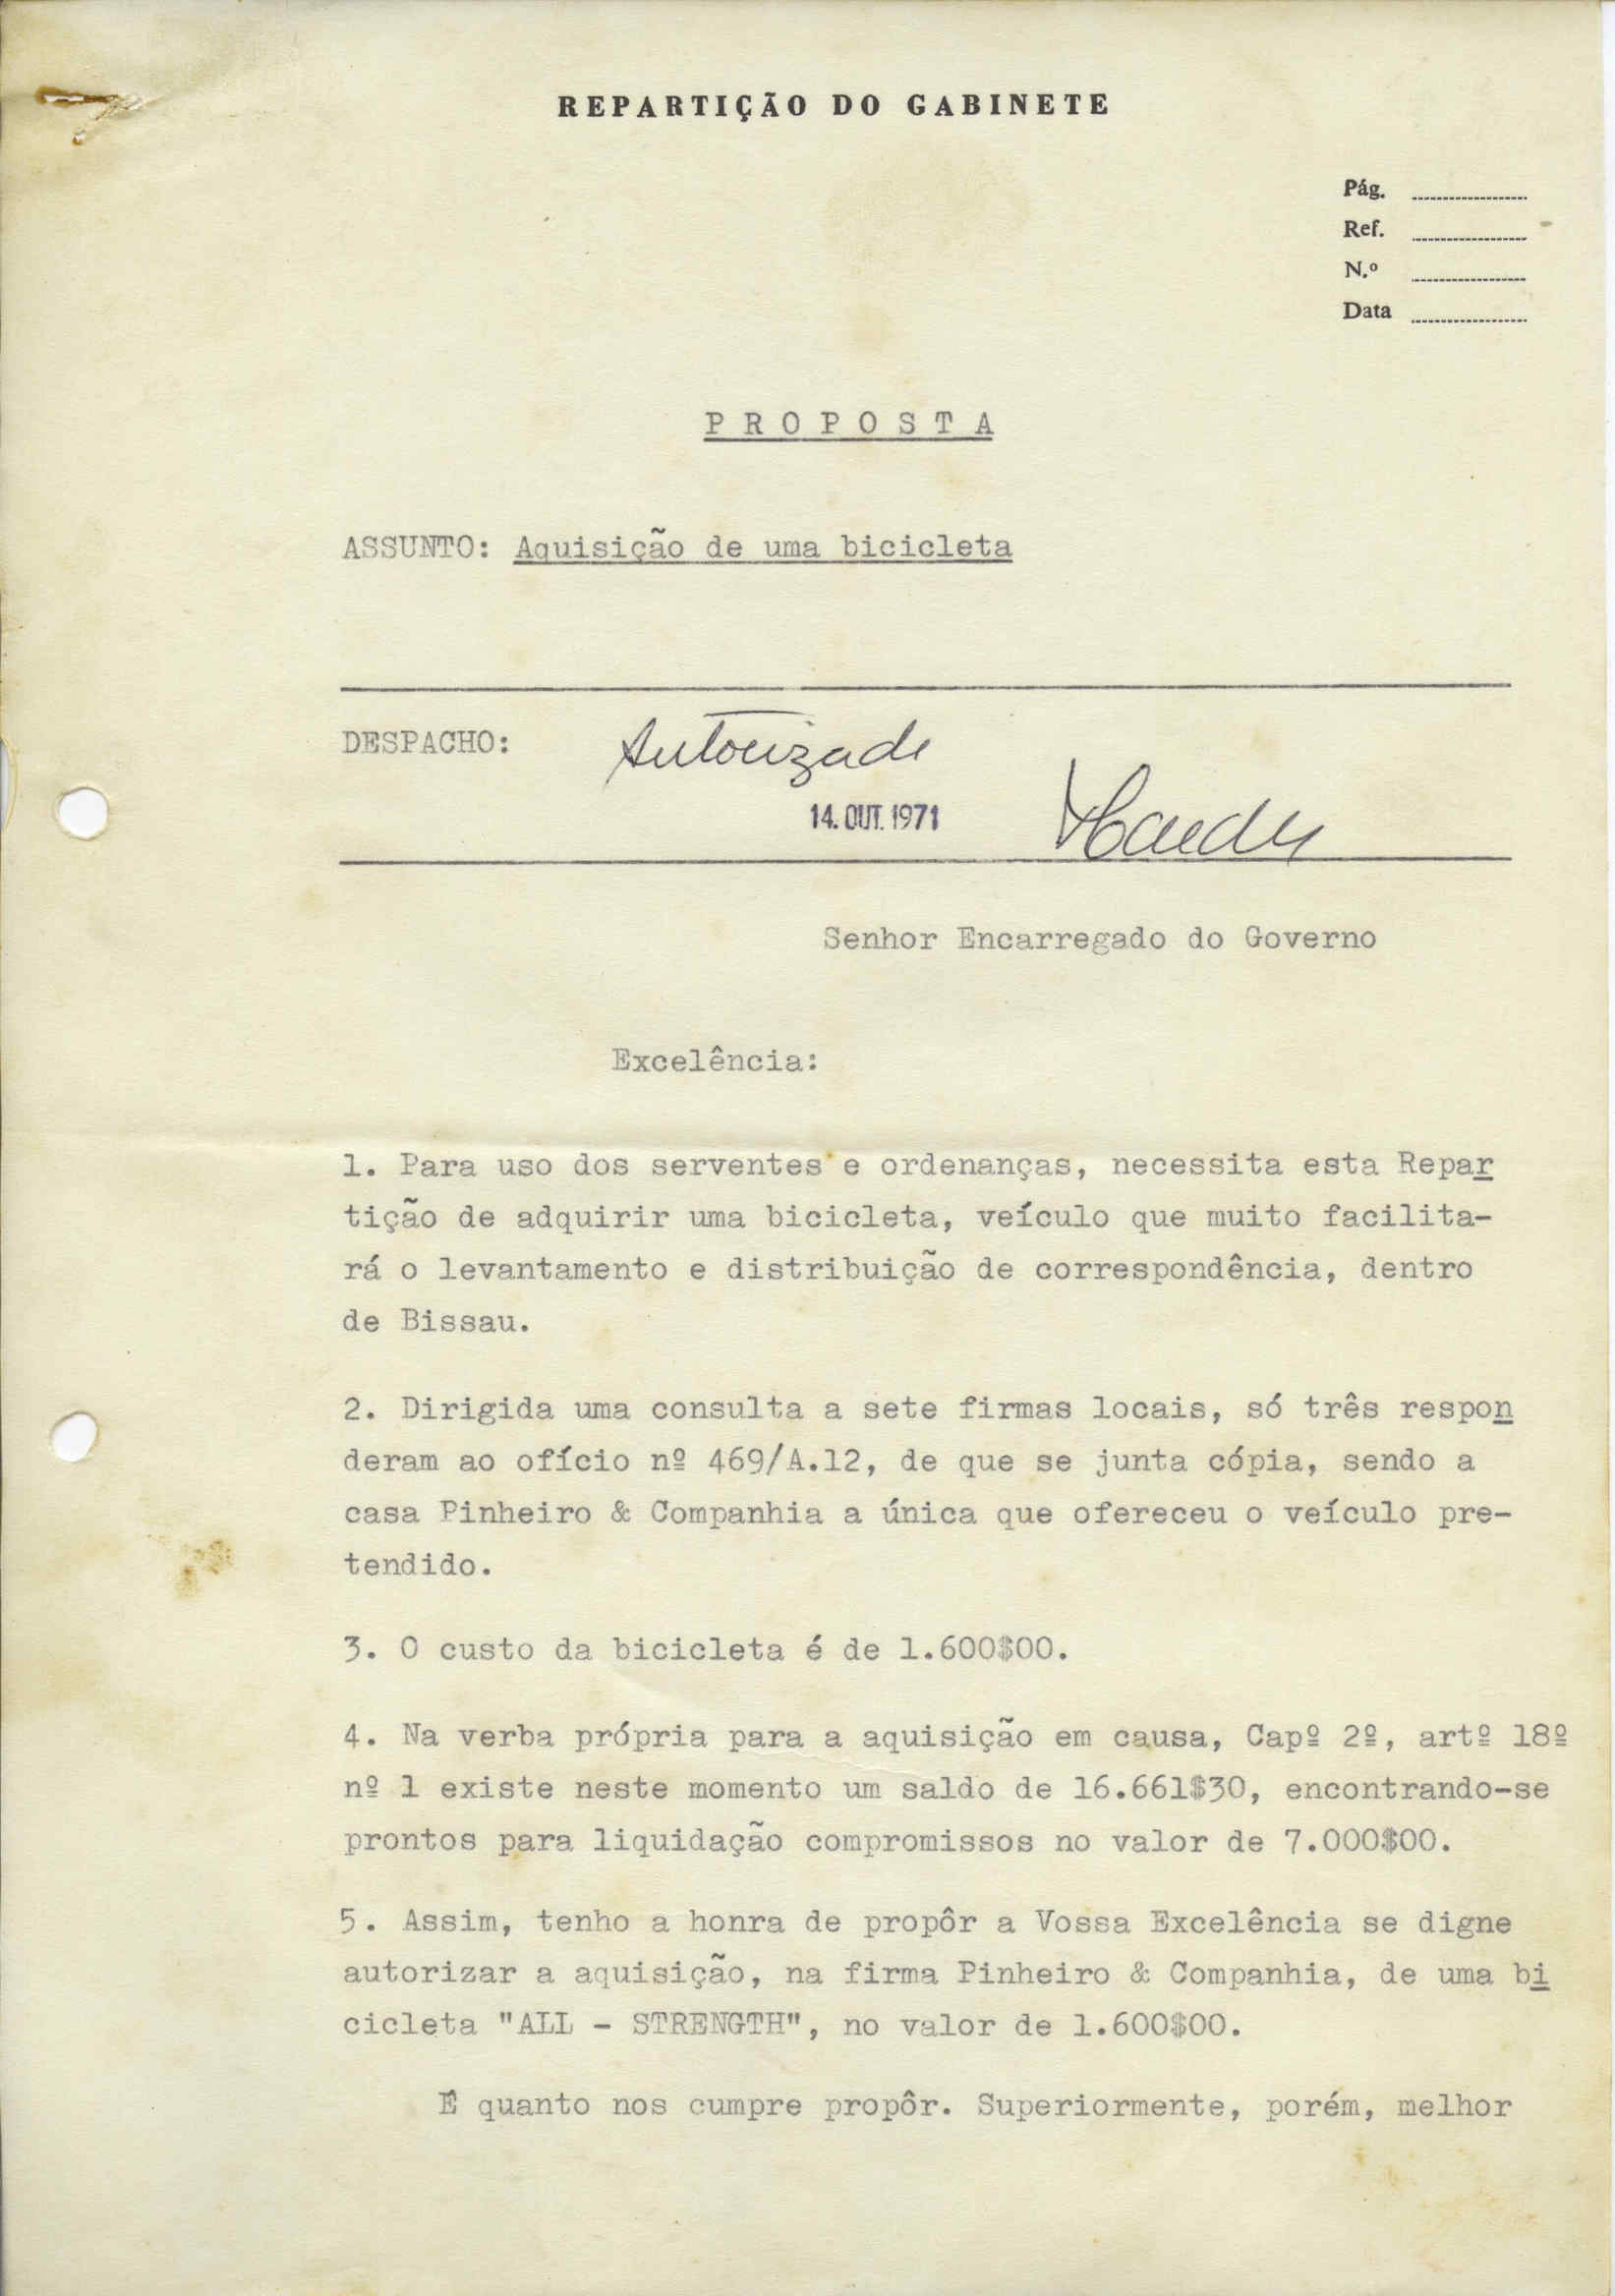 REPARTIÇÃO DO GABINETE
Pág. ....................
Ref. ....................
N.º ....................
Data ....................
PROPOSTA
ASSUNTO: Aquisição de uma bicicleta
DESPACHO: Autorizado
14. OUT. 1971
Senhor Encarregado do Governo
Excelência:
1. Para uso dos serventes e ordenanças, necessita esta Repar
tição de adquirir uma bicicleta, veículo que muito facilita-
rá o levantamento e distribuição de correspondência, dentro
de Bissau.
2. Dirigida uma consulta a sete firmas locais, só três respon
deram ao ofício nº 469/A.12, de que se junta cópia, sendo a
casa Pinheiro & Companhia a única que ofereceu o veículo pre-
tendido.
3. O custo da bicicleta é de 1.600$00.
4. Na verba própria para a aquisição em causa, Capº 2º, artº 18º
nº 1 existe neste momento um saldo de 16.661$30, encontrando-se
prontos para liquidação compromissos no valor de 7.000$00.
5. Assim, tenho a honra de propôr a Vossa Excelência se digne
autorizar a aquisição, na firma Pinheiro & Companhia, de uma bi
cicleta "ALL - STRENGTH", no valor de 1.600$00.
É quanto nos cumpre propôr. Superiormente, porém, melhor